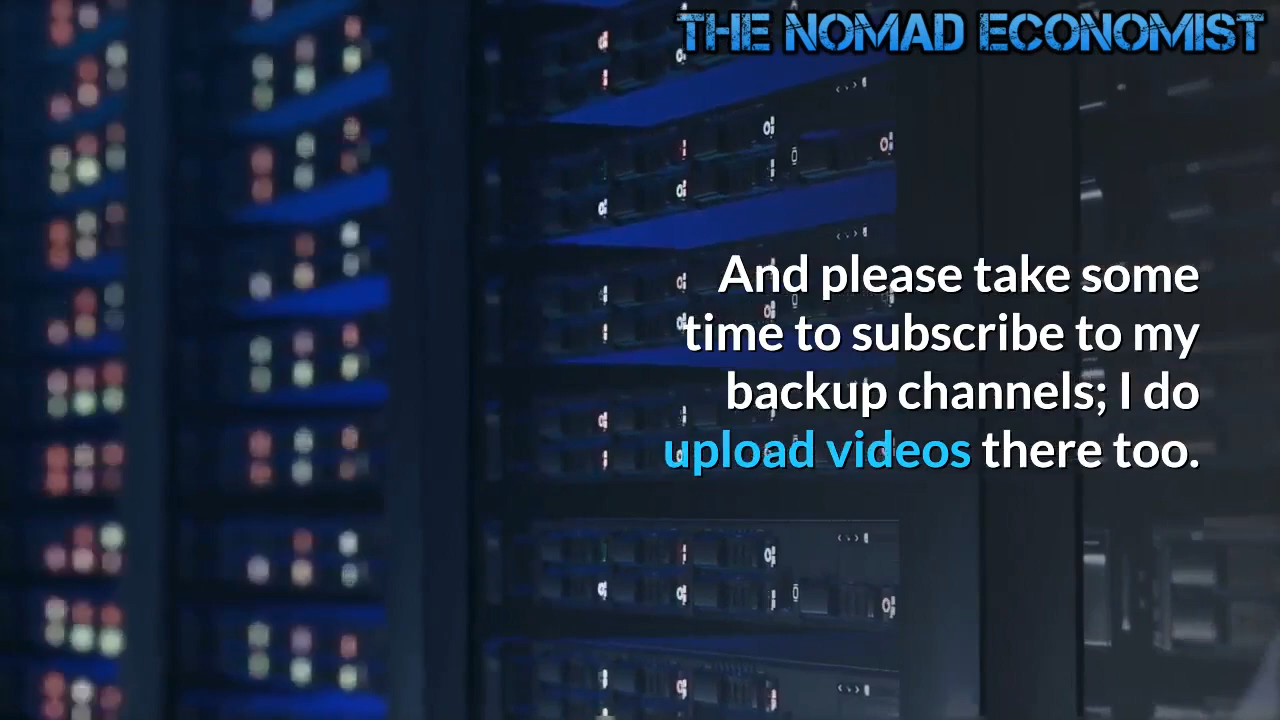 THE NOMAD ECONOMIST
And please take some
time to subscribe to my
backup channels; I do
upload videos there too.